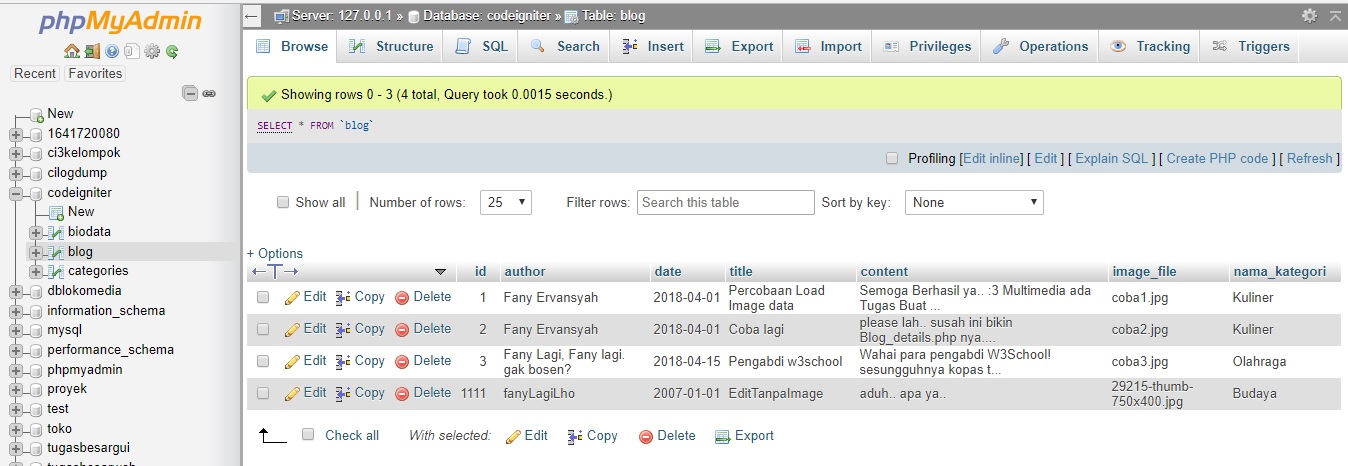 phpMyAdmin
Recent Favorites
New
1641720080
ci3kelompok
cilogdump
codeigniter
New
biodata
blog
categories
dblokomedia
information_schema
mysql
performance_schema
phpmyadmin
proyek
test
toko
tugasbesargui
Server: 127.0.0.1 » Database: codeigniter » Table: blog
Browse Structure SQL Search Insert Export Import Privileges Operations Tracking Triggers
Showing rows 0 - 3 (4 total, Query took 0.0015 seconds.)
SELECT * FROM `blog`
Profiling [Edit inline] [ Edit ] [ Explain SQL ] [ Create PHP code ] [ Refresh ]
Show all Number of rows: 25 Filter rows: Search this table Sort by key: None
+ Options
id author date title content image_file nama_kategori
Edit Copy Delete 1 Fany Ervansyah 2018-04-01 Percobaan Load Image data Semoga Berhasil ya.. :3 Multimedia ada Tugas Buat ... coba1.jpg Kuliner
Edit Copy Delete 2 Fany Ervansyah 2018-04-01 Coba lagi please lah.. susah ini bikin Blog_details.php nya.... coba2.jpg Kuliner
Edit Copy Delete 3 Fany Lagi, Fany lagi. gak bosen? 2018-04-15 Pengabdi w3school Wahai para pengabdi W3School! sesungguhnya kopas t... coba3.jpg Olahraga
Edit Copy Delete 1111 fanyLagiLho 2007-01-01 EditTanpaImage aduh.. apa ya.. 29215-thumb-750x400.jpg Budaya
Check all With selected: Edit Copy Delete Export